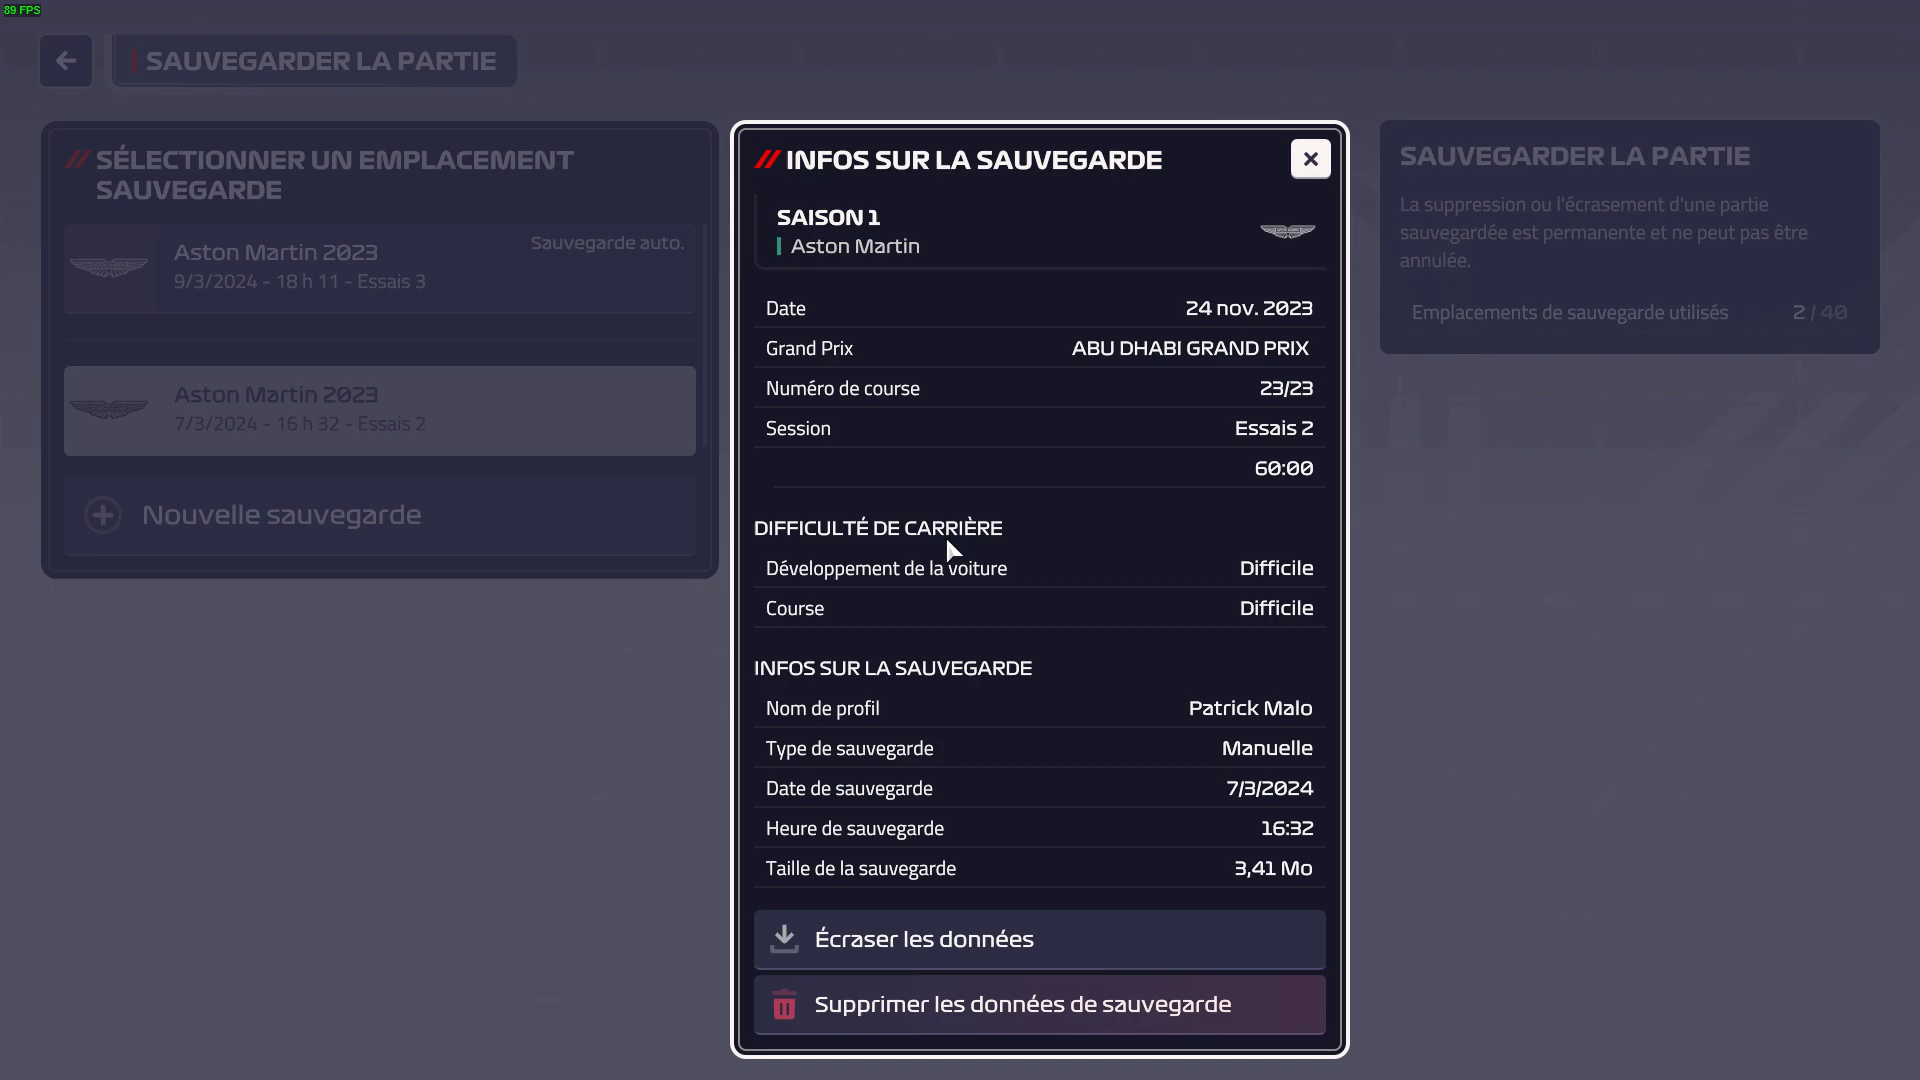 89 FPS
SAUVEGARDER LA PARTIE
SÉLECTIONNER UN EMPLACEMENT
SAUVEGARDE
Aston Martin 2023
Sauvegarde auto.
9/3/2024 - 18 h 11 - Essais 3
Aston Martin 2023
7/3/2024 - 16 h 32 - Essais 2
Nouvelle sauvegarde
INFOS SUR LA SAUVEGARDE
SAISON 1
Aston Martin
Date 24 nov. 2023
Grand Prix ABU DHABI GRAND PRIX
Numéro de course 23/23
Session Essais 2
60:00
DIFFICULTÉ DE CARRIÈRE
Développement de la voiture Difficile
Course Difficile
INFOS SUR LA SAUVEGARDE
Nom de profil Patrick Malo
Type de sauvegarde Manuelle
Date de sauvegarde 7/3/2024
Heure de sauvegarde 16:32
Taille de la sauvegarde 3,41 Mo
Écraser les données
Supprimer les données de sauvegarde
SAUVEGARDER LA PARTIE
La suppression ou l'écrasement d'une partie
sauvegardée est permanente et ne peut pas être
annulée.
Emplacements de sauvegarde utilisés 2 / 40